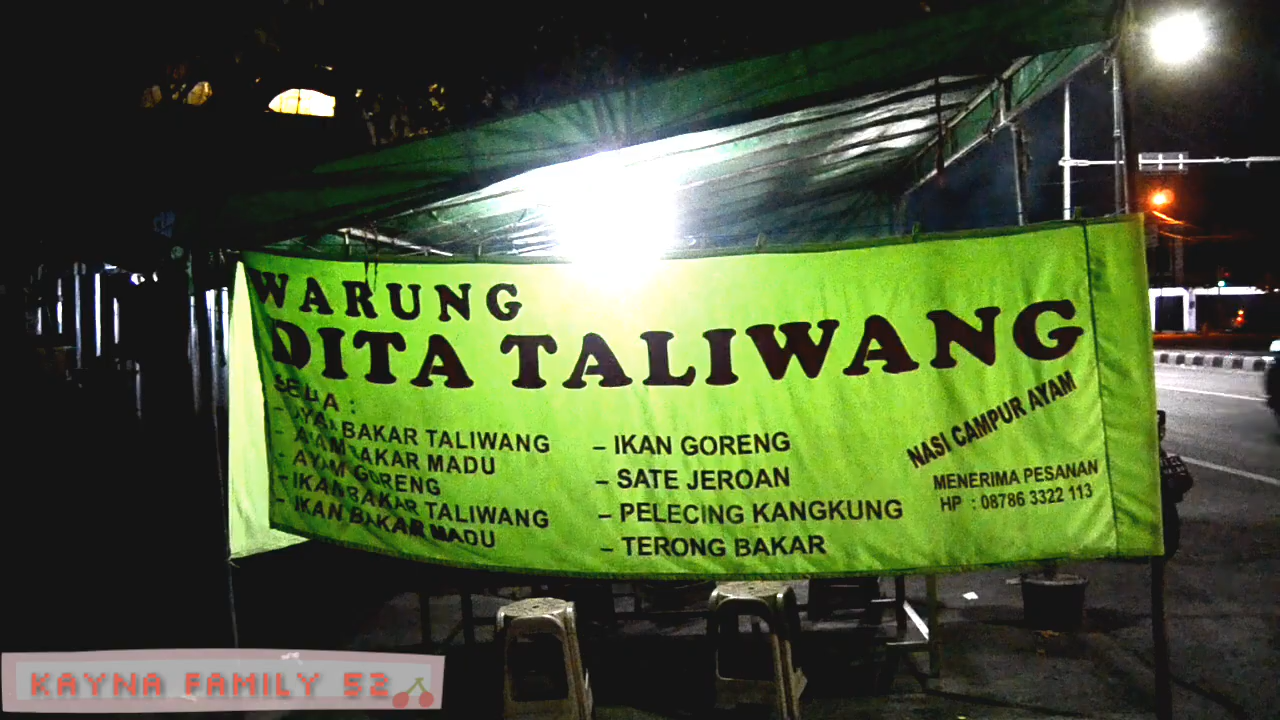 WARUNG
DITA TALIWANG
SEDIA :
- AYAM BAKAR TALIWANG
- AYAM BAKAR MADU
- AYAM GORENG
- IKAN BAKAR TALIWANG
- IKAN BAKAR MADU
- IKAN GORENG
- SATE JEROAN
- PELECING KANGKUNG
- TERONG BAKAR
NASI CAMPUR AYAM
MENERIMA PESANAN
HP : 08786 3322 113
KAYNA FAMILY 52